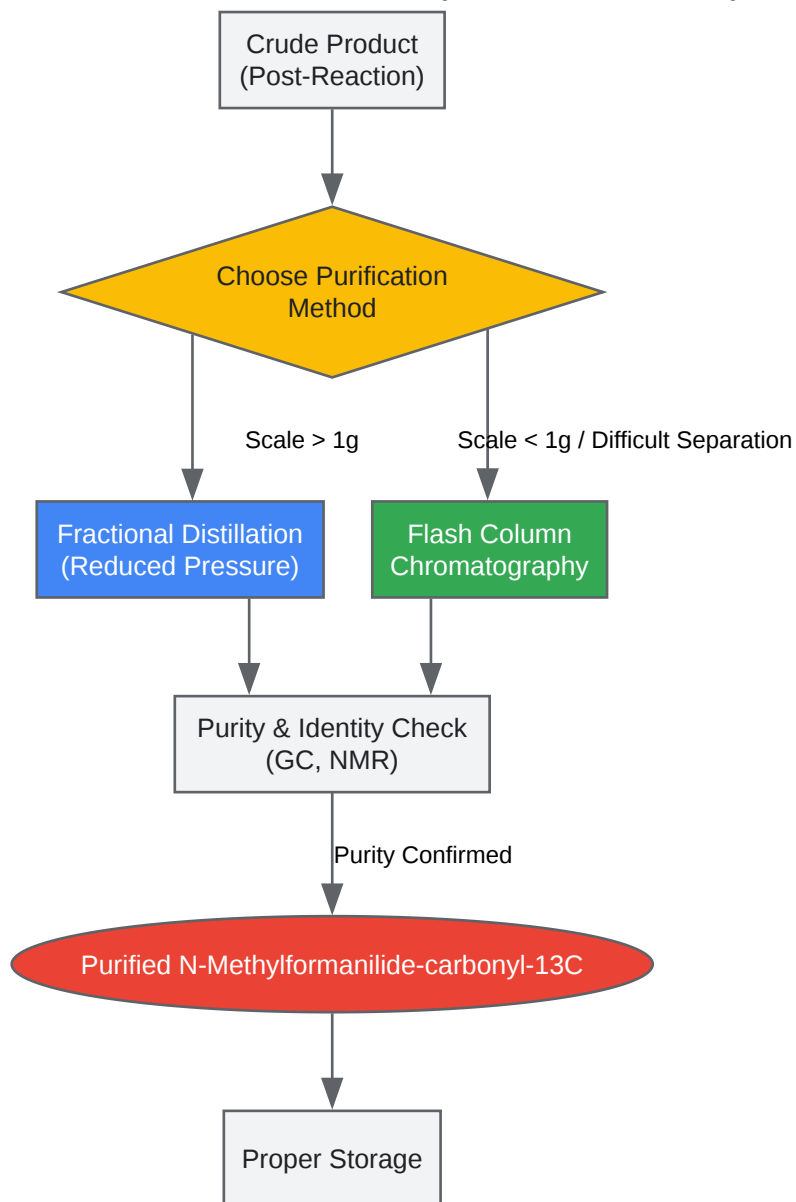 Crude Product
(Post-Reaction)
Choose Purification
Method
Scale > 1g
Scale < 1g / Difficult Separation
Fractional Distillation
(Reduced Pressure)
Flash Column
Chromatography
Purity & Identity Check
(GC, NMR)
Purity Confirmed
Purified N-Methylformanilide-carbonyl-13C
Proper Storage